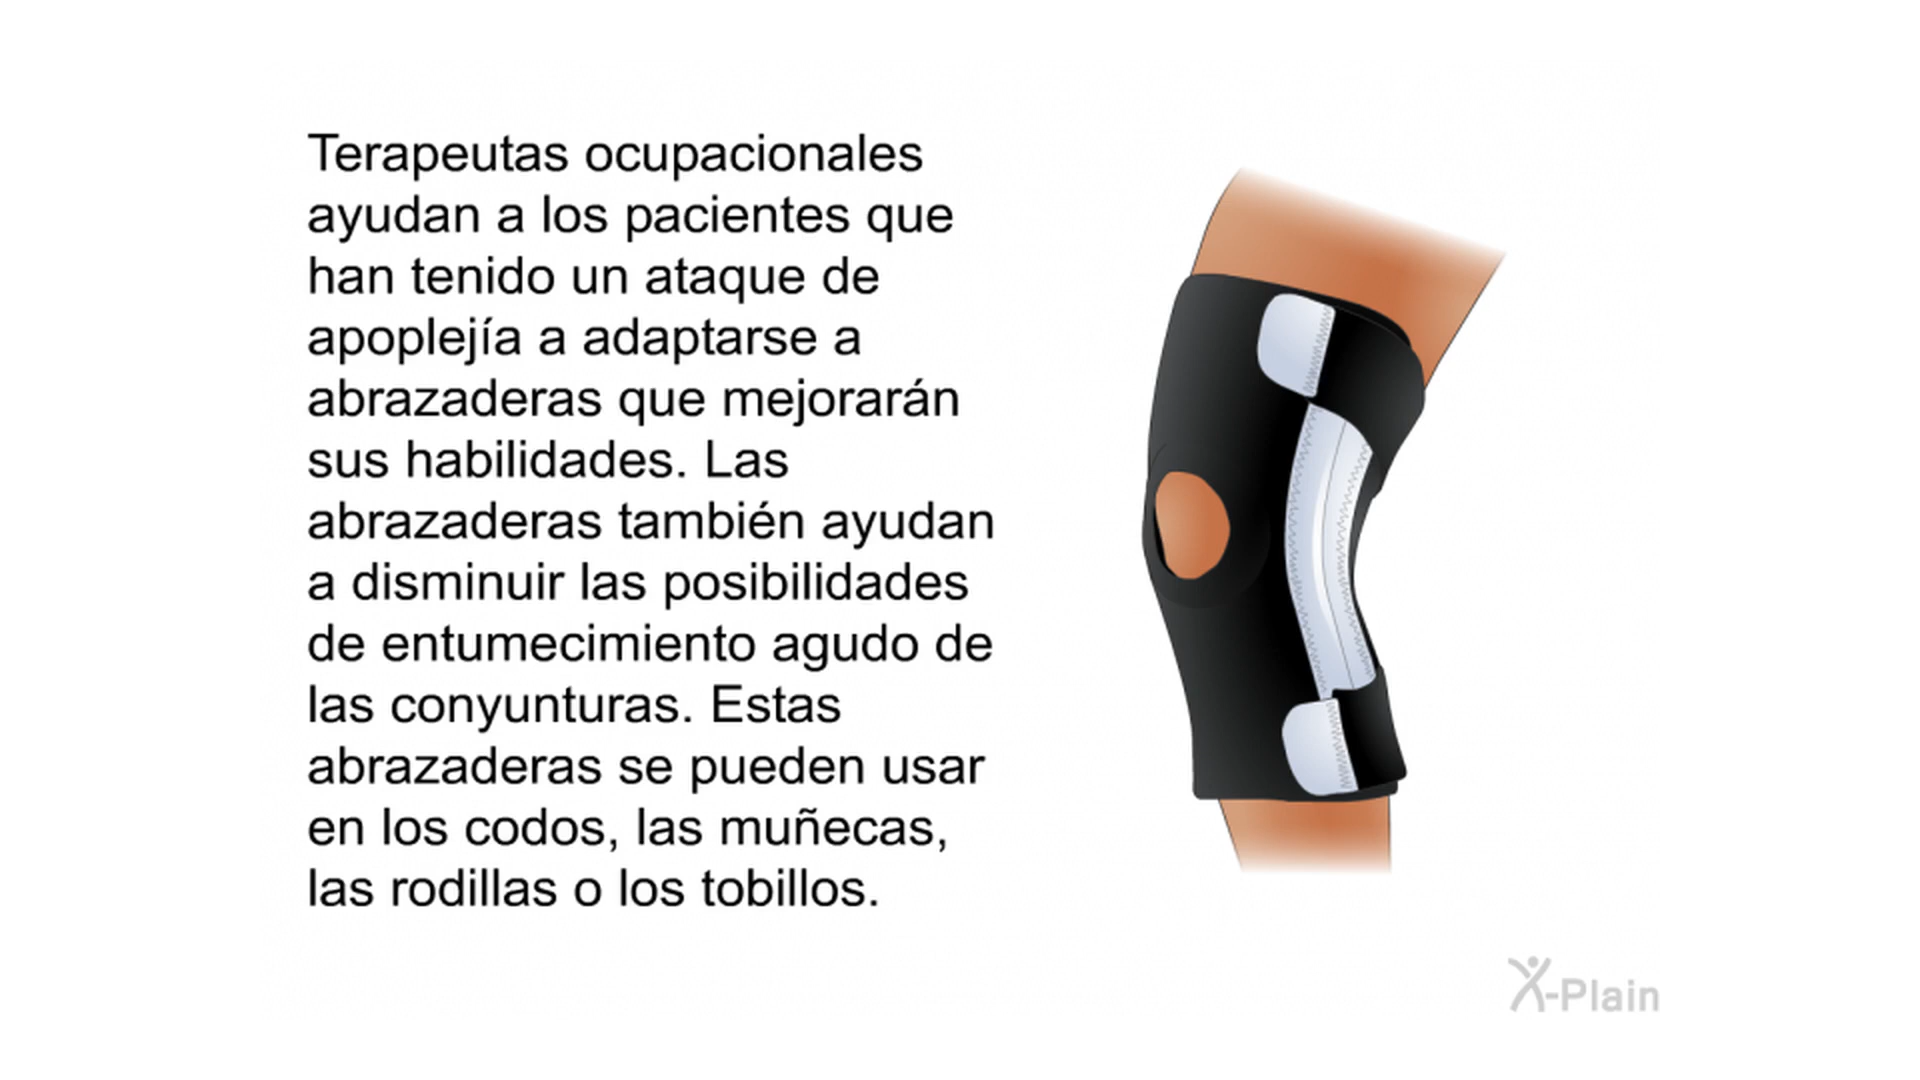 Terapeutas ocupacionales
ayudan a los pacientes que
han tenido un ataque de
apoplejía a adaptarse a
abrazaderas que mejorarán
sus habilidades. Las
abrazaderas también ayudan
a disminuir las posibilidades
de entumecimiento agudo de
las conyunturas. Estas
abrazaderas se pueden usar
en los codos, las muñecas,
las rodillas o los tobillos.
X-Plain